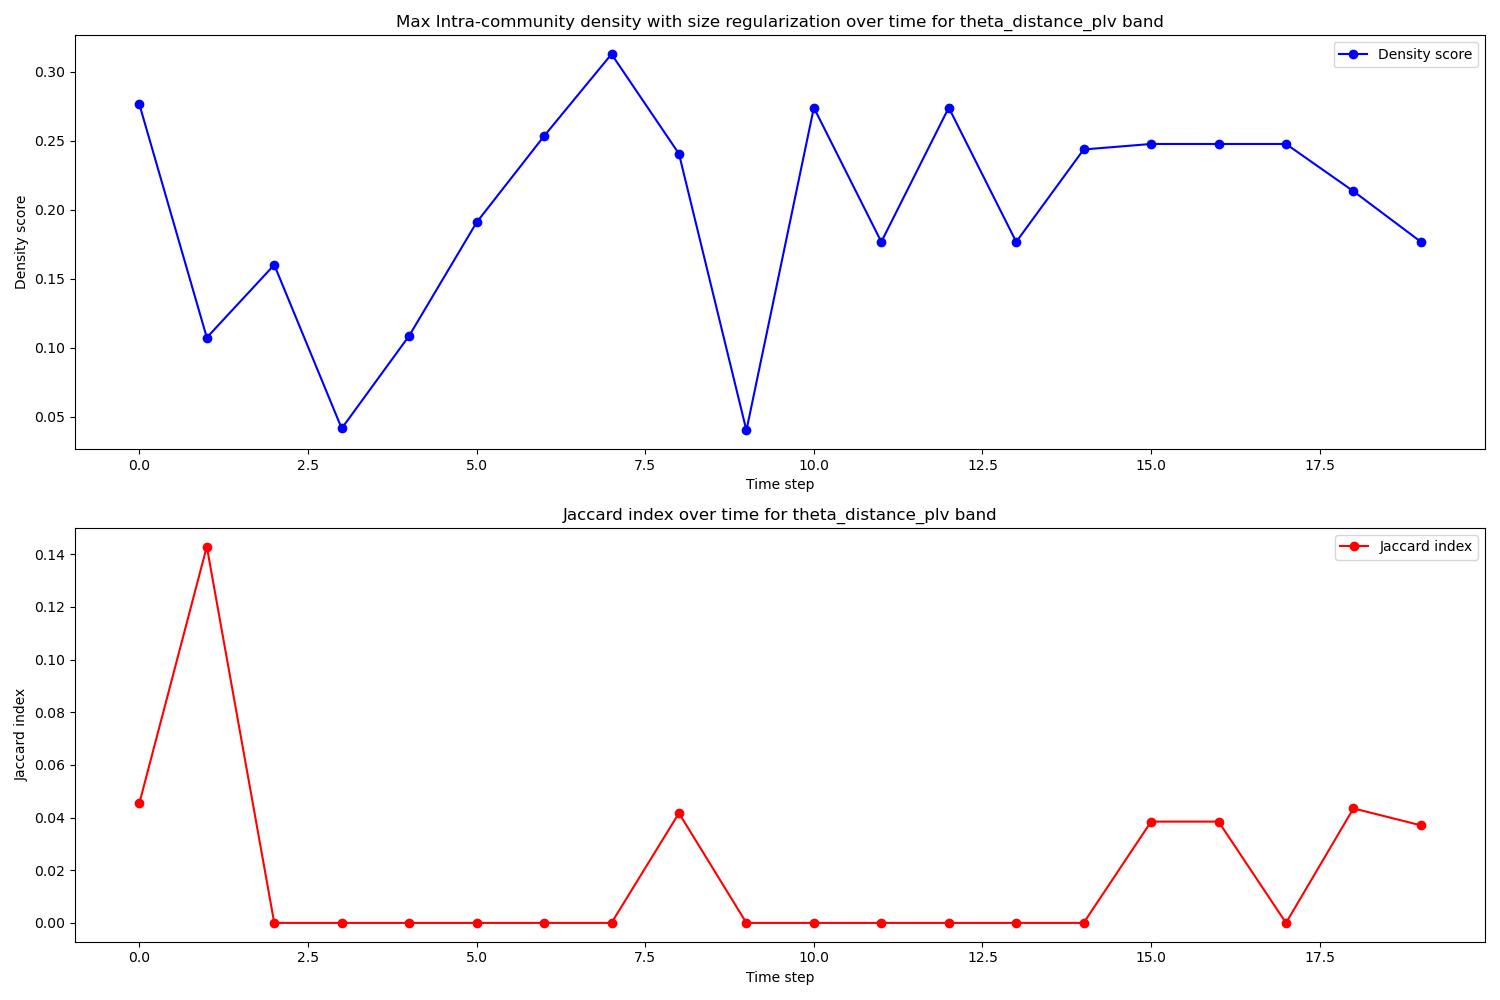 Max Intra-community density with size regularization over time for theta_distance_plv band
Density score
0.30
0.25
0.20
0.15
0.10
0.05
Density score
0.0 2.5 5.0 7.5 10.0 12.5 15.0 17.5
Time step
Jaccard index over time for theta_distance_plv band
Jaccard index
0.14
0.12
0.10
0.08
0.06
0.04
0.02
0.00
Jaccard index
0.0 2.5 5.0 7.5 10.0 12.5 15.0 17.5
Time step